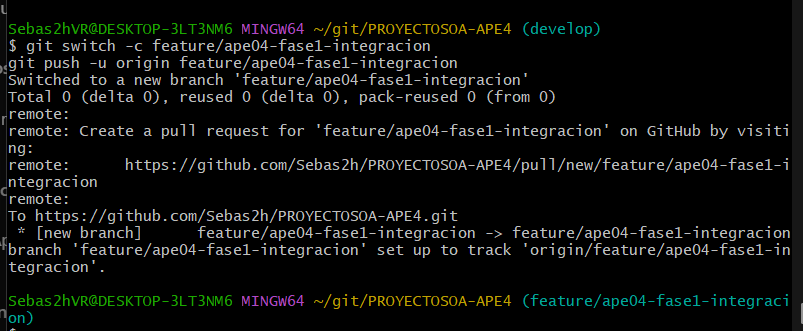 Sebas2hVR@DESKTOP-3LT3NM6 MINGW64 ~/git/PROYECTOSOA-APE4 (develop)
$ git switch -c feature/ape04-fase1-integracion
git push -u origin feature/ape04-fase1-integracion
Switched to a new branch 'feature/ape04-fase1-integracion'
Total 0 (delta 0), reused 0 (delta 0), pack-reused 0 (from 0)
remote:
remote: Create a pull request for 'feature/ape04-fase1-integracion' on GitHub by visiti
ng:
remote:      https://github.com/Sebas2h/PROYECTOSOA-APE4/pull/new/feature/ape04-fase1-i
ntegracion
remote:
To https://github.com/Sebas2h/PROYECTOSOA-APE4.git
 * [new branch]      feature/ape04-fase1-integracion -> feature/ape04-fase1-integracion
branch 'feature/ape04-fase1-integracion' set up to track 'origin/feature/ape04-fase1-in
tegracion'.
Sebas2hVR@DESKTOP-3LT3NM6 MINGW64 ~/git/PROYECTOSOA-APE4 (feature/ape04-fase1-integraci
on)